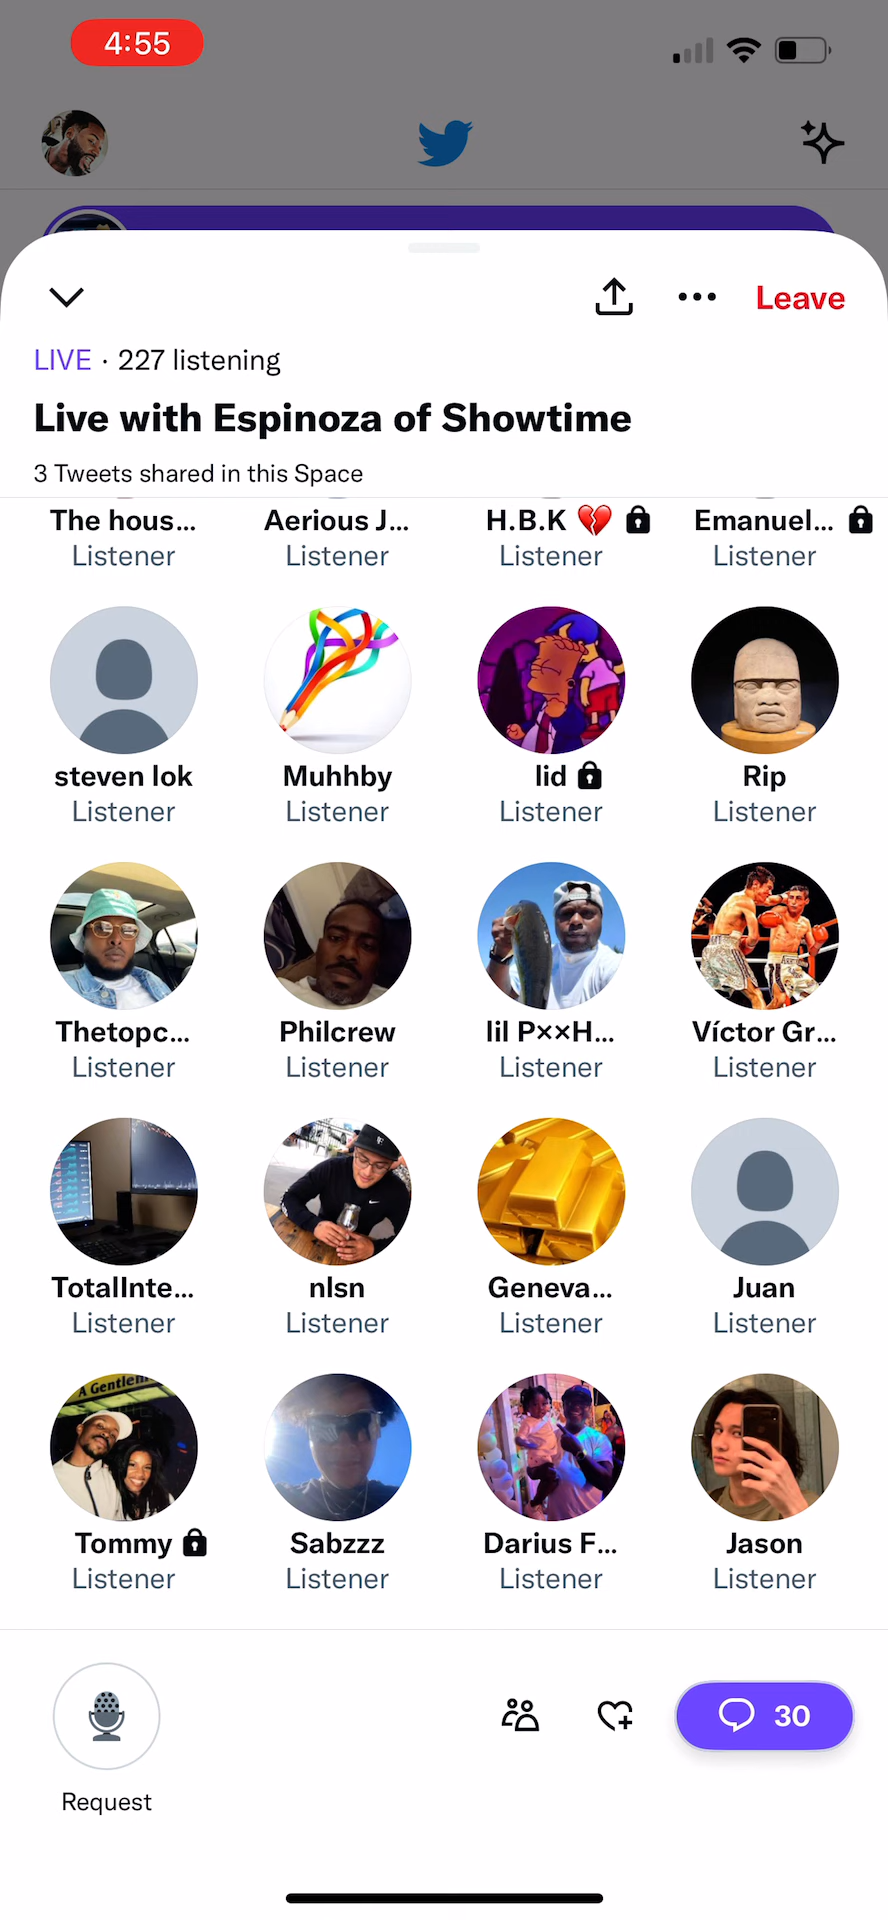 4:55
Leave
LIVE · 227 listening
Live with Espinoza of Showtime
3 Tweets shared in this Space
The hous... Aerious J... H.B.K 💔 Emanuel...
Listener Listener Listener Listener
steven lok Muhhby lid Rip
Listener Listener Listener Listener
Thetopc... Philcrew lil P××H... Víctor Gr...
Listener Listener Listener Listener
TotalInte... nlsn Geneva... Juan
Listener Listener Listener Listener
A Gentlem
Tommy Sabzzz Darius F... Jason
Listener Listener Listener Listener
30
Request